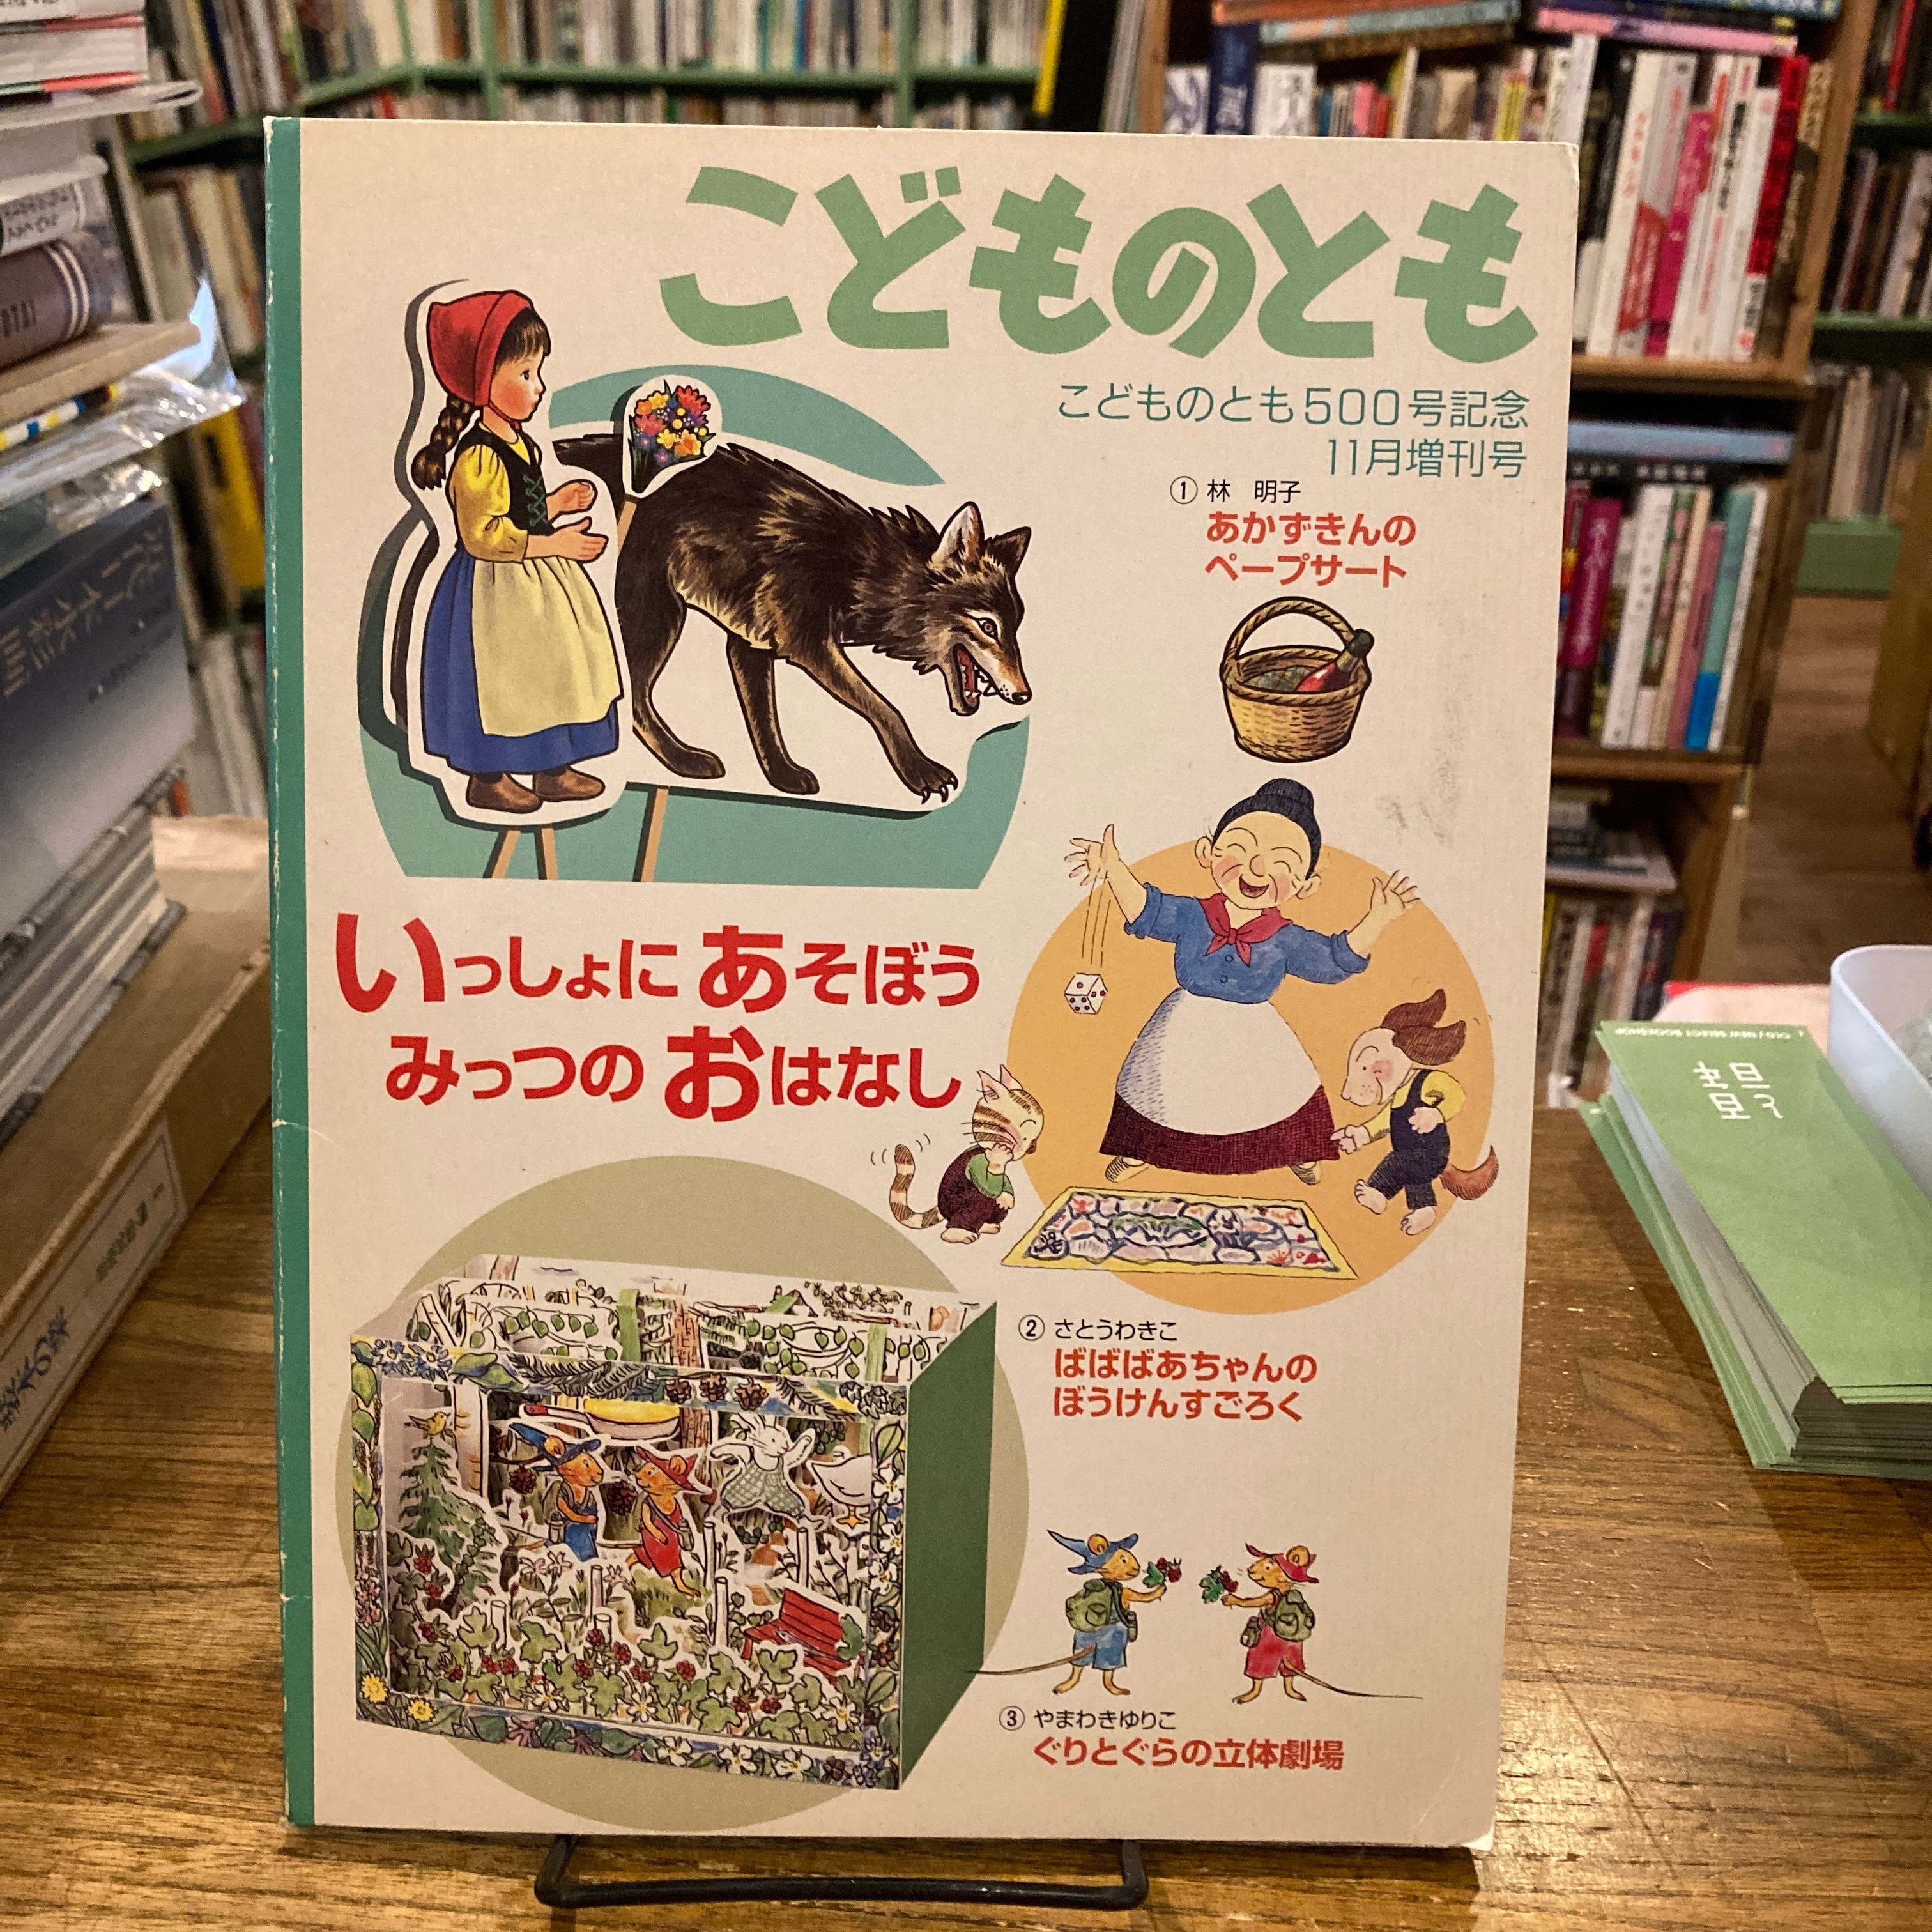 こどものとも
こどものとも500号記念
11月増刊号
① 林 明子
あかずきんの
ペープサート
いっしょに あそぼう
みっつの おはなし
② さとうわきこ
ばばばあちゃんの
ぼうけんすごろく
③ やまわきゆりこ
ぐりとぐらの立体劇場
OLD / NEW SELECT BOOKSHOP